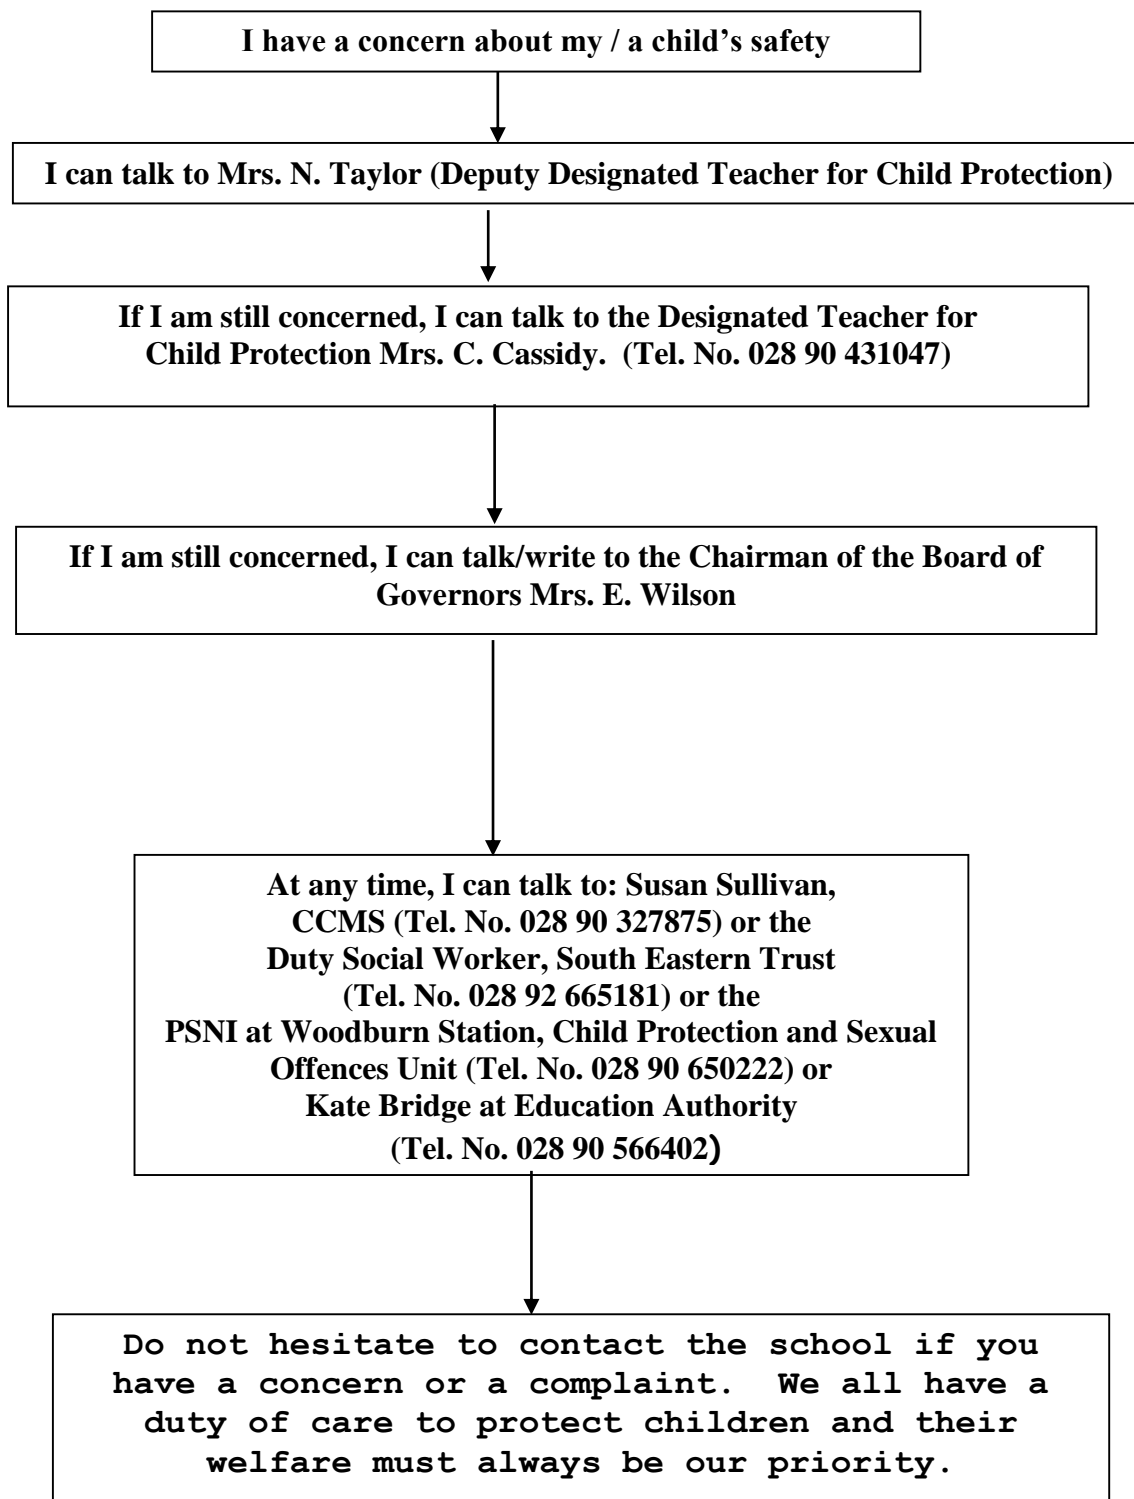 I have a concern about my / a child’s safety
I can talk to Mrs. N. Taylor (Deputy Designated Teacher for Child Protection)
If I am still concerned, I can talk to the Designated Teacher for
Child Protection Mrs. C. Cassidy. (Tel. No. 028 90 431047)
If I am still concerned, I can talk/write to the Chairman of the Board of
Governors Mrs. E. Wilson
At any time, I can talk to: Susan Sullivan,
CCMS (Tel. No. 028 90 327875) or the
Duty Social Worker, South Eastern Trust
(Tel. No. 028 92 665181) or the
PSNI at Woodburn Station, Child Protection and Sexual
Offences Unit (Tel. No. 028 90 650222) or
Kate Bridge at Education Authority
(Tel. No. 028 90 566402)
Do not hesitate to contact the school if you
have a concern or a complaint. We all have a
duty of care to protect children and their
welfare must always be our priority.